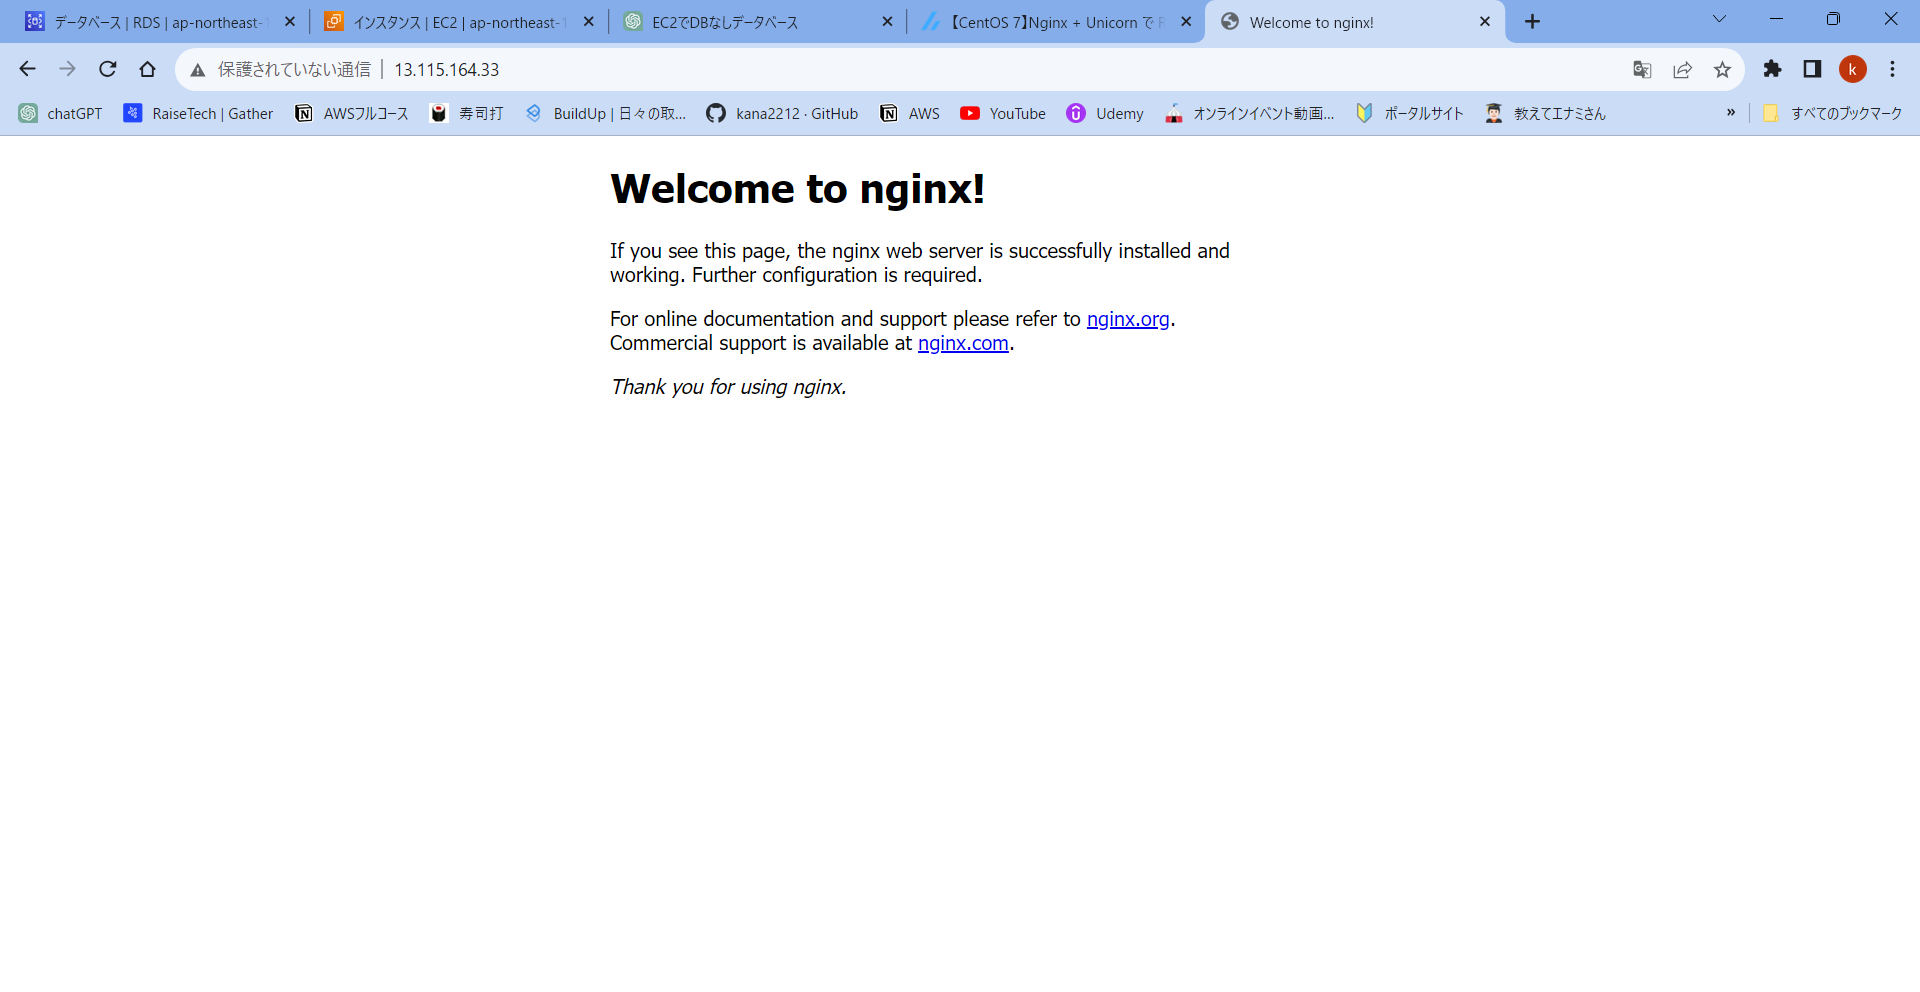 データベース | RDS | ap-northeast-1
インスタンス | EC2 | ap-northeast-1
EC2でDBなしデータベース
【CentOS 7】Nginx + Unicorn で R
Welcome to nginx!
保護されていない通信
13.115.164.33
k
chatGPT
RaiseTech | Gather
AWSフルコース
寿司打
BuildUp | 日々の取...
kana2212 · GitHub
AWS
YouTube
Udemy
オンラインイベント動画...
ポータルサイト
教えてエナミさん
»
すべてのブックマーク
Welcome to nginx!
If you see this page, the nginx web server is successfully installed and
working. Further configuration is required.
For online documentation and support please refer to nginx.org.
Commercial support is available at nginx.com.
Thank you for using nginx.